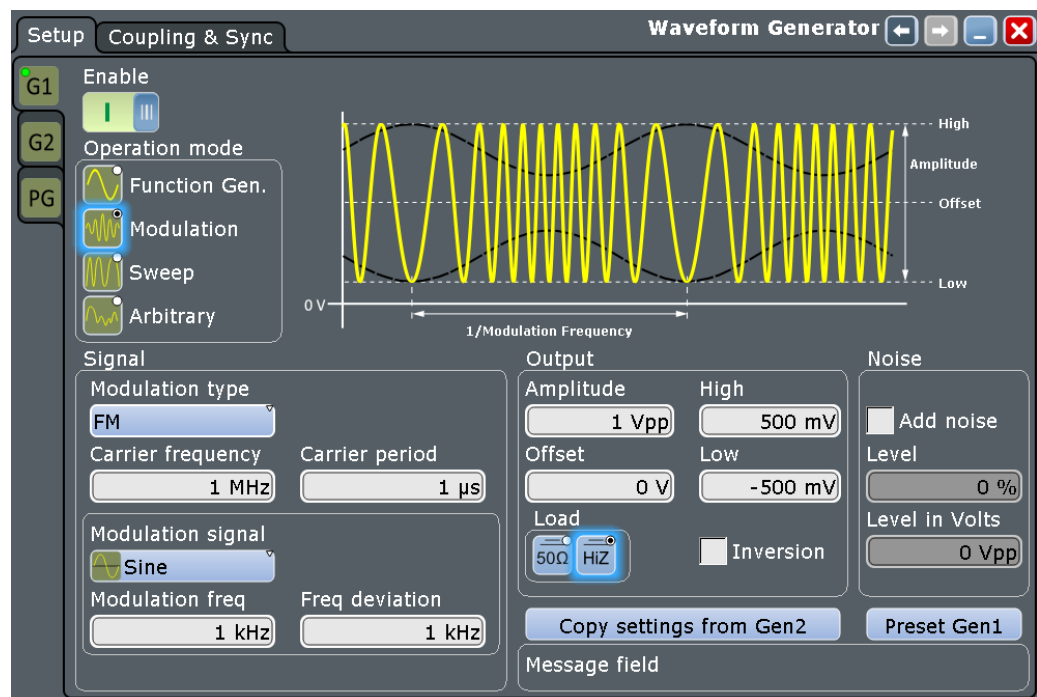 Setup Coupling & Sync Waveform Generator
G1
G2
PG
Enable
Operation mode
Function Gen.
Modulation
Sweep
Arbitrary
High
Amplitude
Offset
Low
0 V
1/Modulation Frequency
Signal
Modulation type
FM
Carrier frequency Carrier period
1 MHz 1 µs
Modulation signal
Sine
Modulation freq Freq deviation
1 kHz 1 kHz
Output
Amplitude High
1 Vpp 500 mV
Offset Low
0 V -500 mV
Load
50Ω HiZ Inversion
Noise
Add noise
Level
0 %
Level in Volts
0 Vpp
Copy settings from Gen2 Preset Gen1
Message field